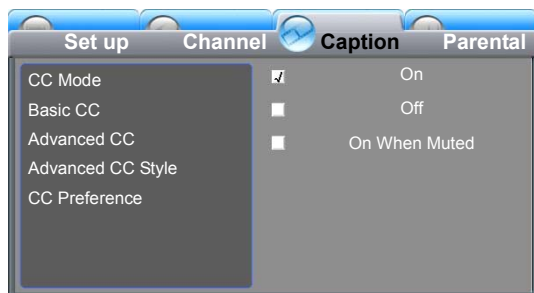 Set up Channel Caption Parental
CC Mode
Basic CC
Advanced CC
Advanced CC Style
CC Preference
On
Off
On When Muted